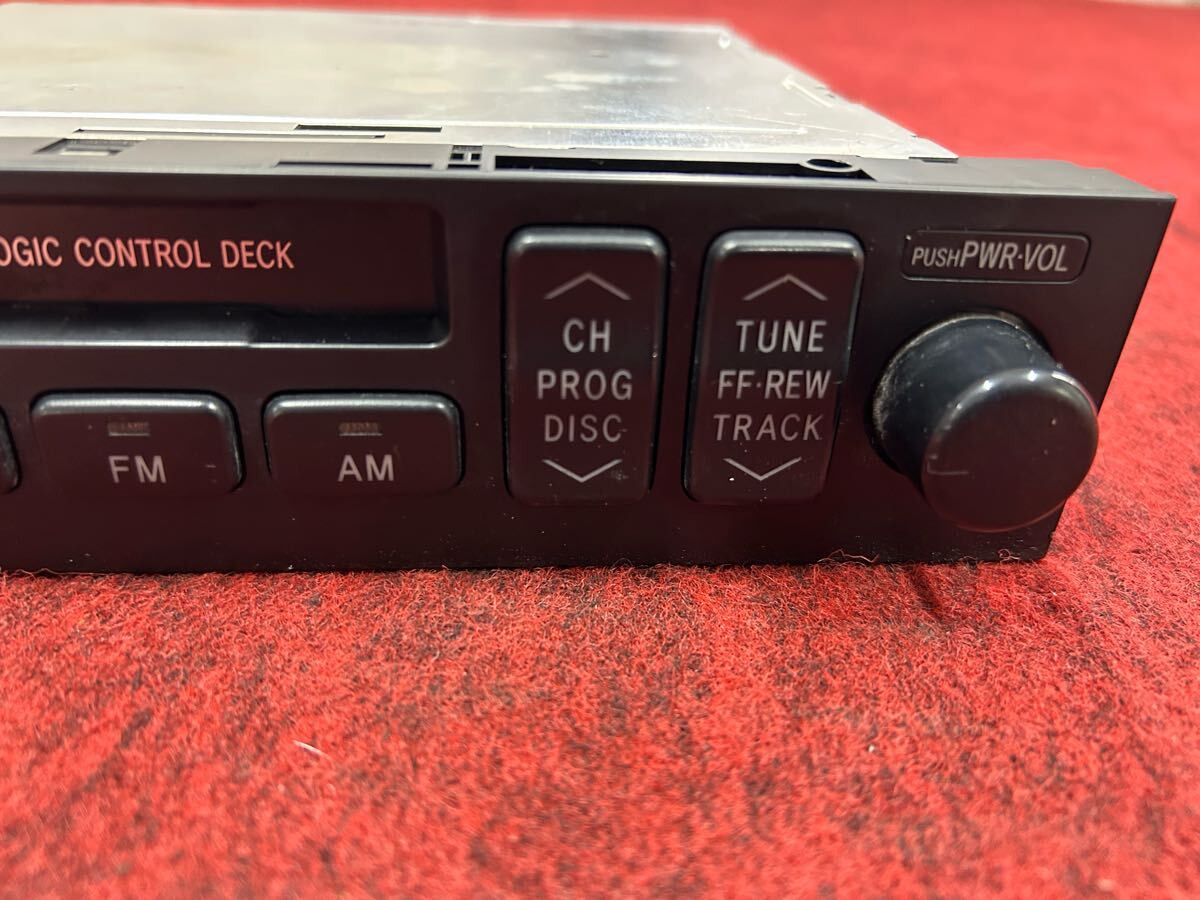 OGIC CONTROL DECK
FM
AM
CH
PROG
DISC
TUNE
FF·REW
TRACK
PUSH PWR·VOL